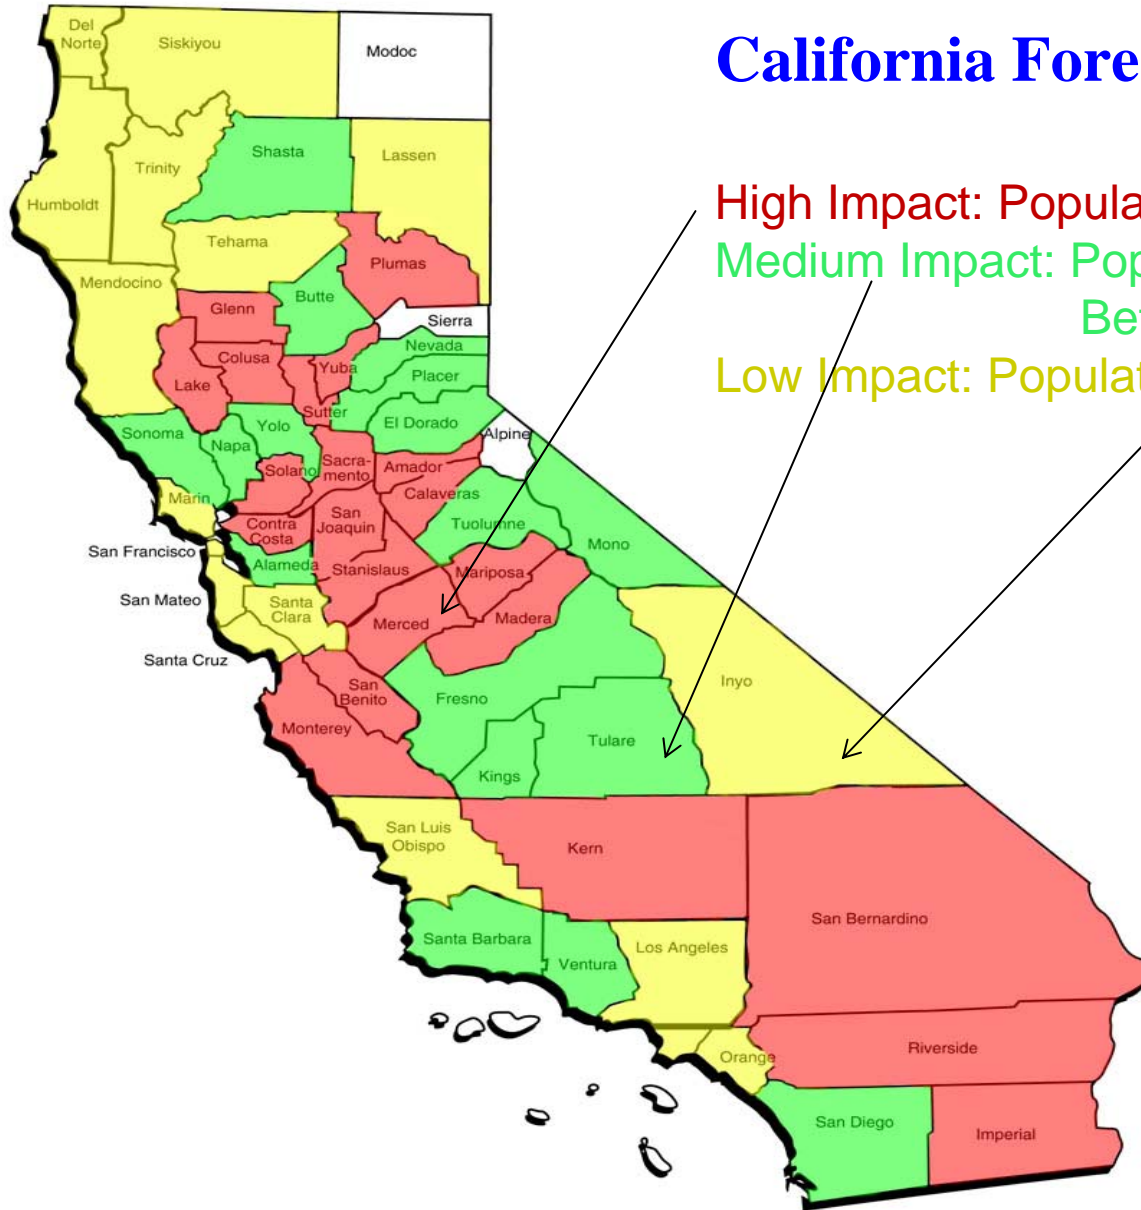 California Fore
High Impact: Popula
Medium Impact: Pop
Bet
Low Impact: Populat
Del
Norte
Siskiyou
Modoc
Shasta
Lassen
Trinity
Humboldt
Tehama
Plumas
Mendocino
Butte
Glenn
Sierra
Nevada
Colusa
Yuba
Placer
Lake
Sutter
El Dorado
Yolo
Sonoma
Alpine
Napa
Sacra-
mento
Solano
Amador
Calaveras
Marin
San
Joaquin
Contra
Costa
Tuolumne
Mono
San Francisco
Alameda
Stanislaus
Mariposa
San Mateo
Santa
Clara
Merced
Madera
Santa Cruz
San
Benito
Fresno
Inyo
Monterey
Tulare
Kings
San Luis
Obispo
Kern
San Bernardino
Santa Barbara
Los Angeles
Ventura
Orange
Riverside
San Diego
Imperial